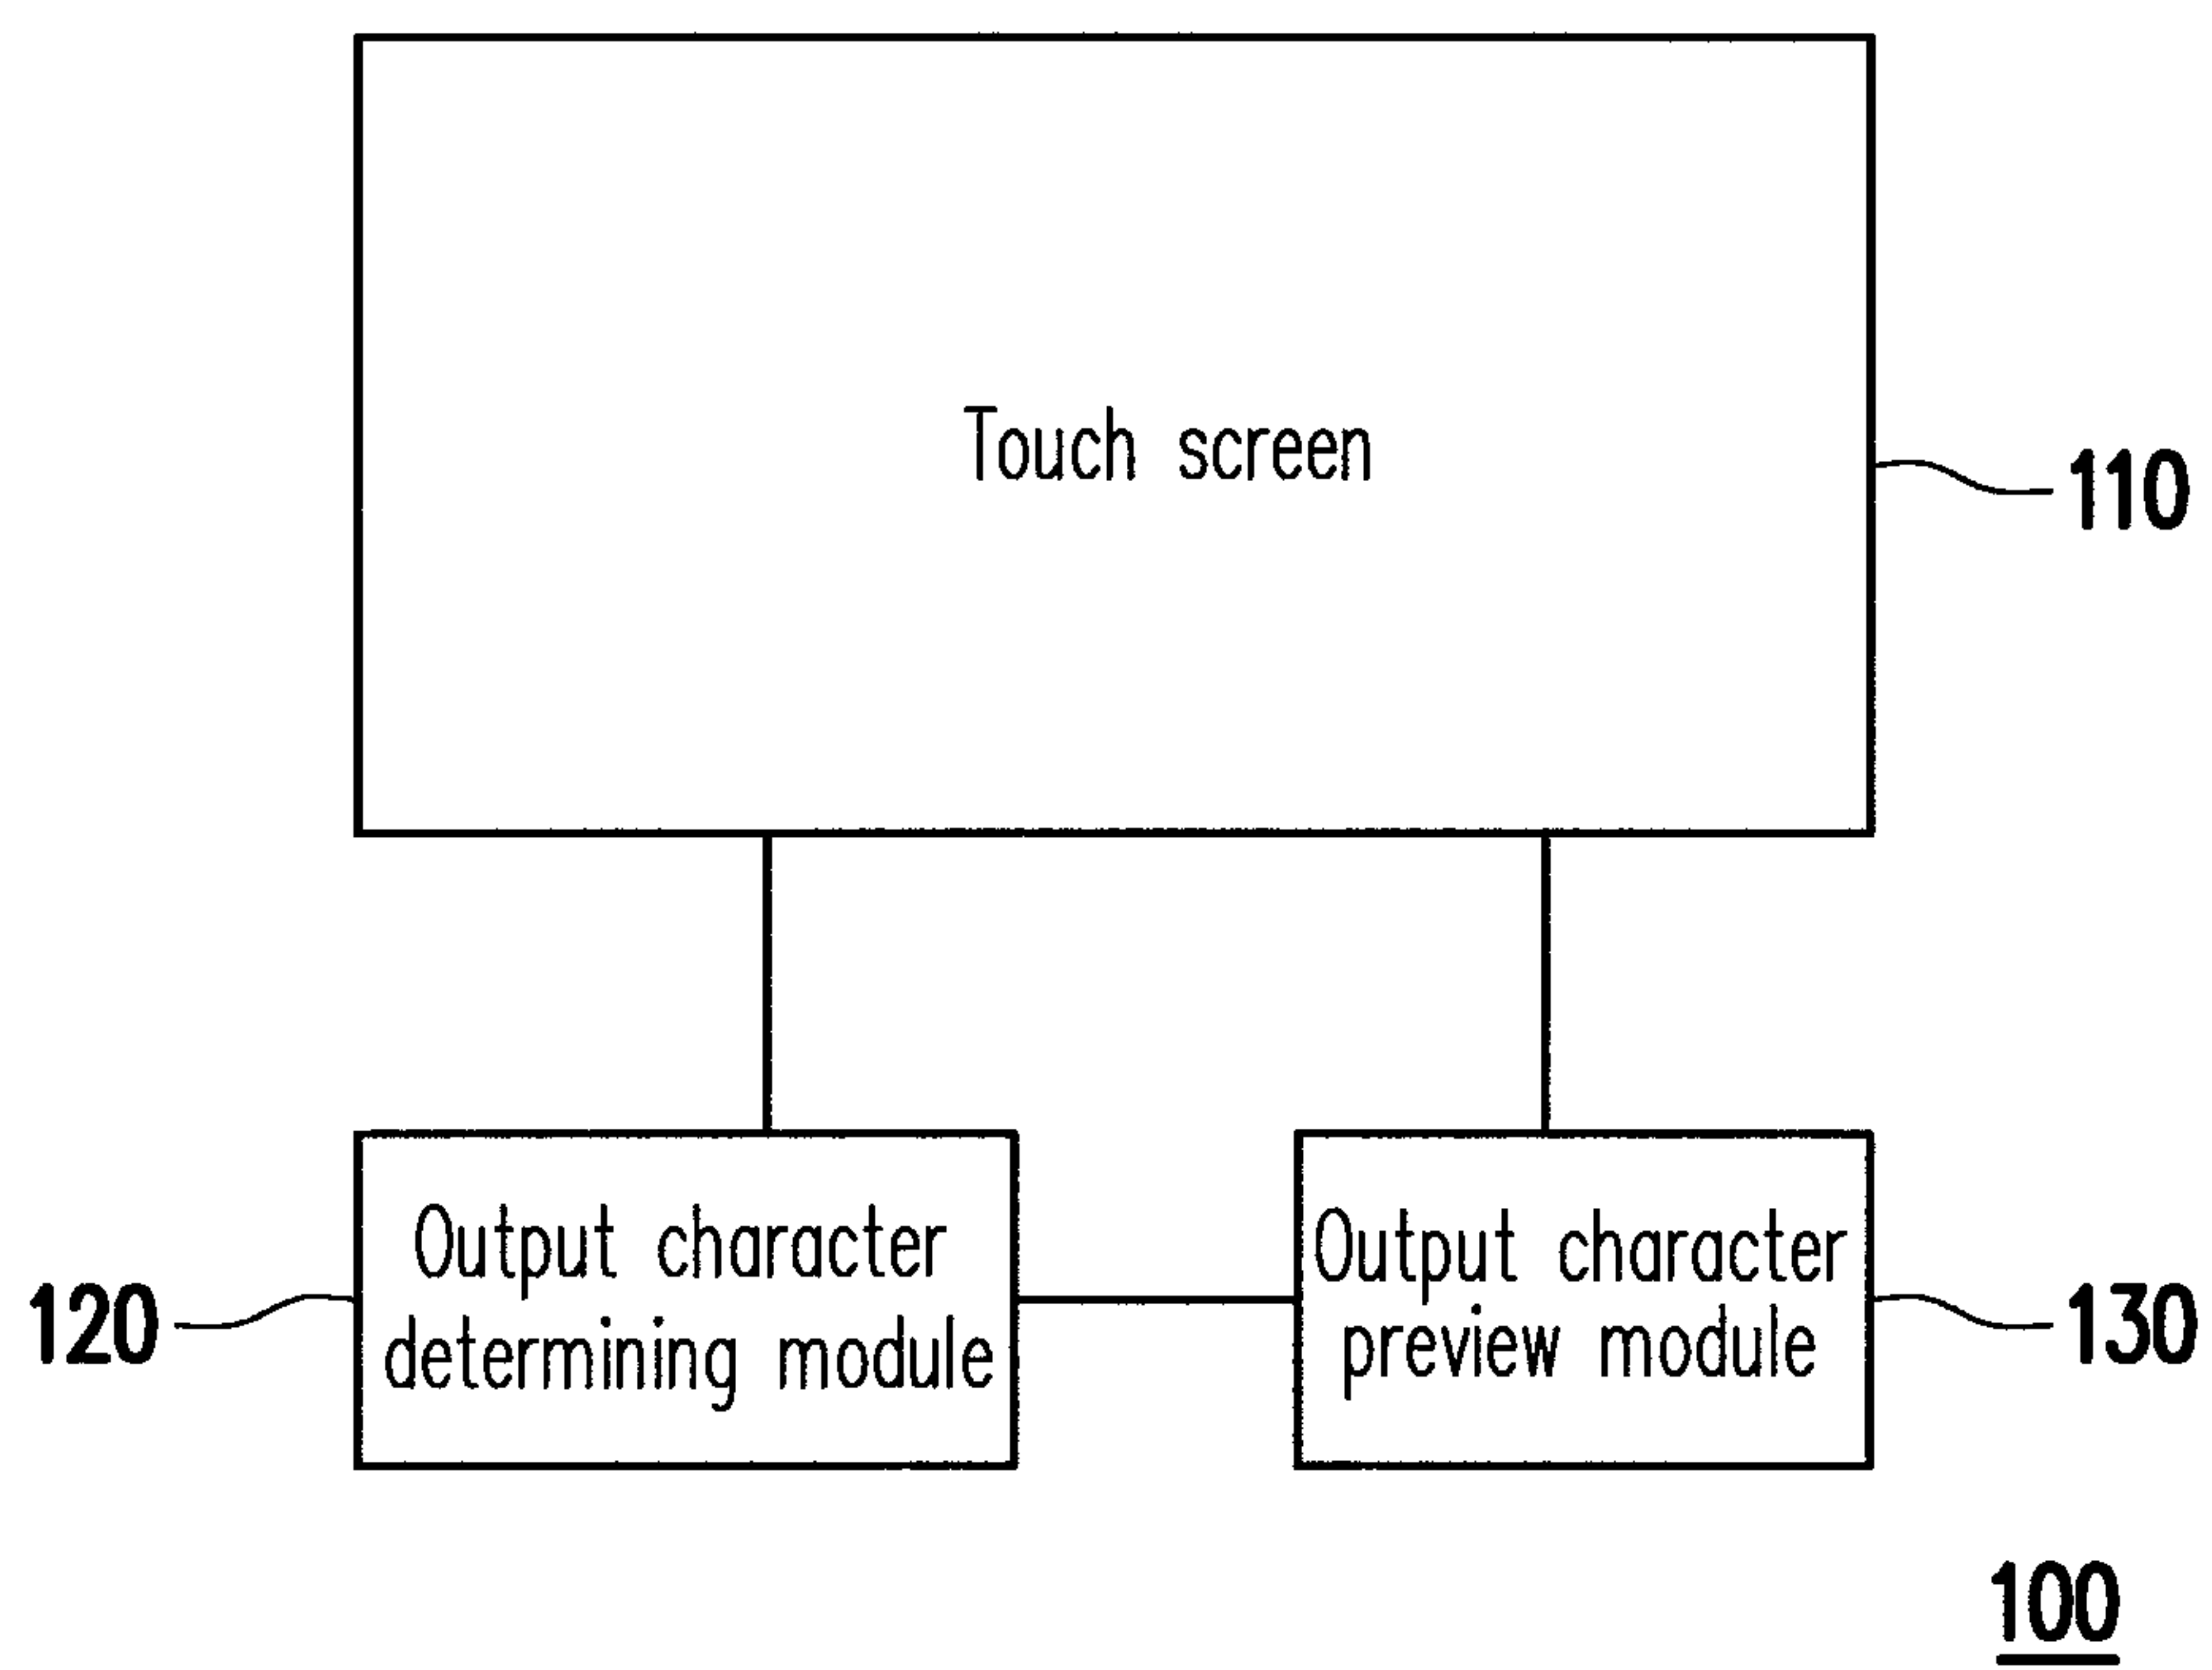 Touch screen
110
Output character
determining module
120
Output character
preview module
130
100